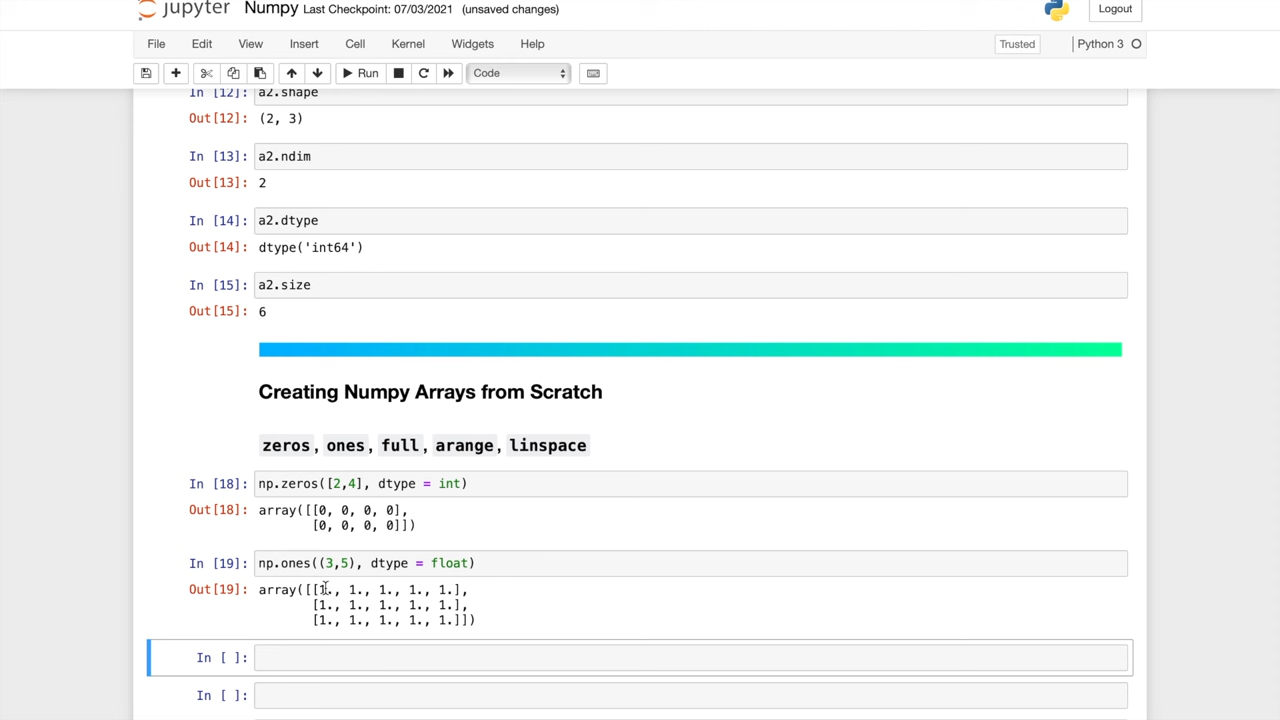 jupyter Numpy Last Checkpoint: 07/03/2021 (unsaved changes) Logout
File Edit View Insert Cell Kernel Widgets Help Trusted Python 3
Run Code
In [12]: a2.shape
Out[12]: (2, 3)
In [13]: a2.ndim
Out[13]: 2
In [14]: a2.dtype
Out[14]: dtype('int64')
In [15]: a2.size
Out[15]: 6
Creating Numpy Arrays from Scratch
zeros, ones, full, arange, linspace
In [18]: np.zeros([2,4], dtype = int)
Out[18]: array([[0, 0, 0, 0],
[0, 0, 0, 0]])
In [19]: np.ones((3,5), dtype = float)
Out[19]: array([[1., 1., 1., 1., 1.],
[1., 1., 1., 1., 1.],
[1., 1., 1., 1., 1.]])
In [ ]:
In [ ]: